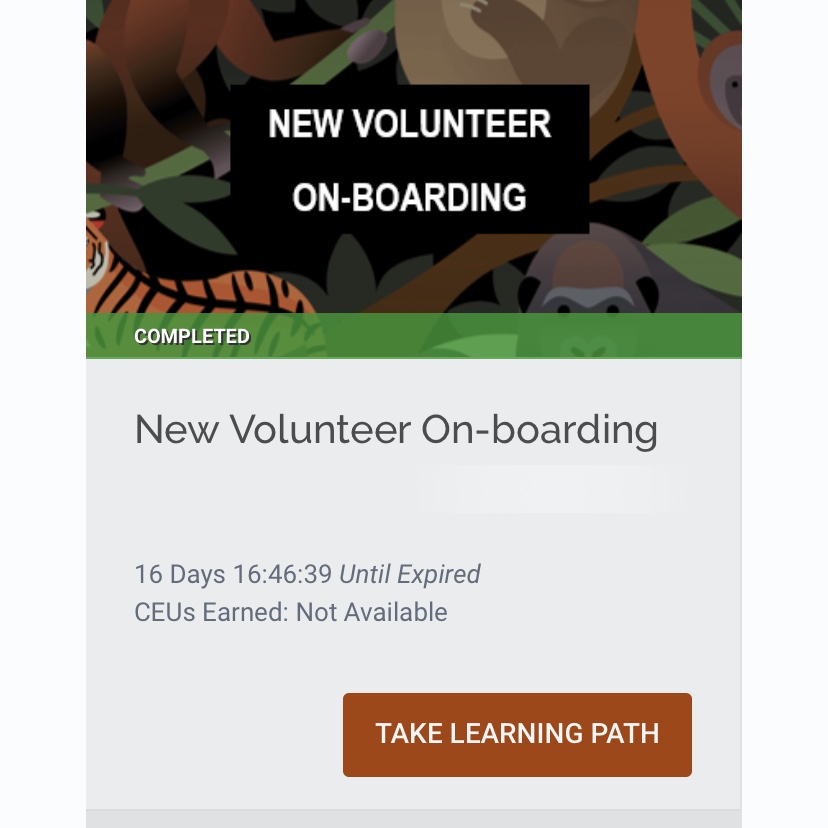 NEW VOLUNTEER
ON-BOARDING
COMPLETED
New Volunteer On-boarding
16 Days 16:46:39 Until Expired
CEUs Earned: Not Available
TAKE LEARNING PATH